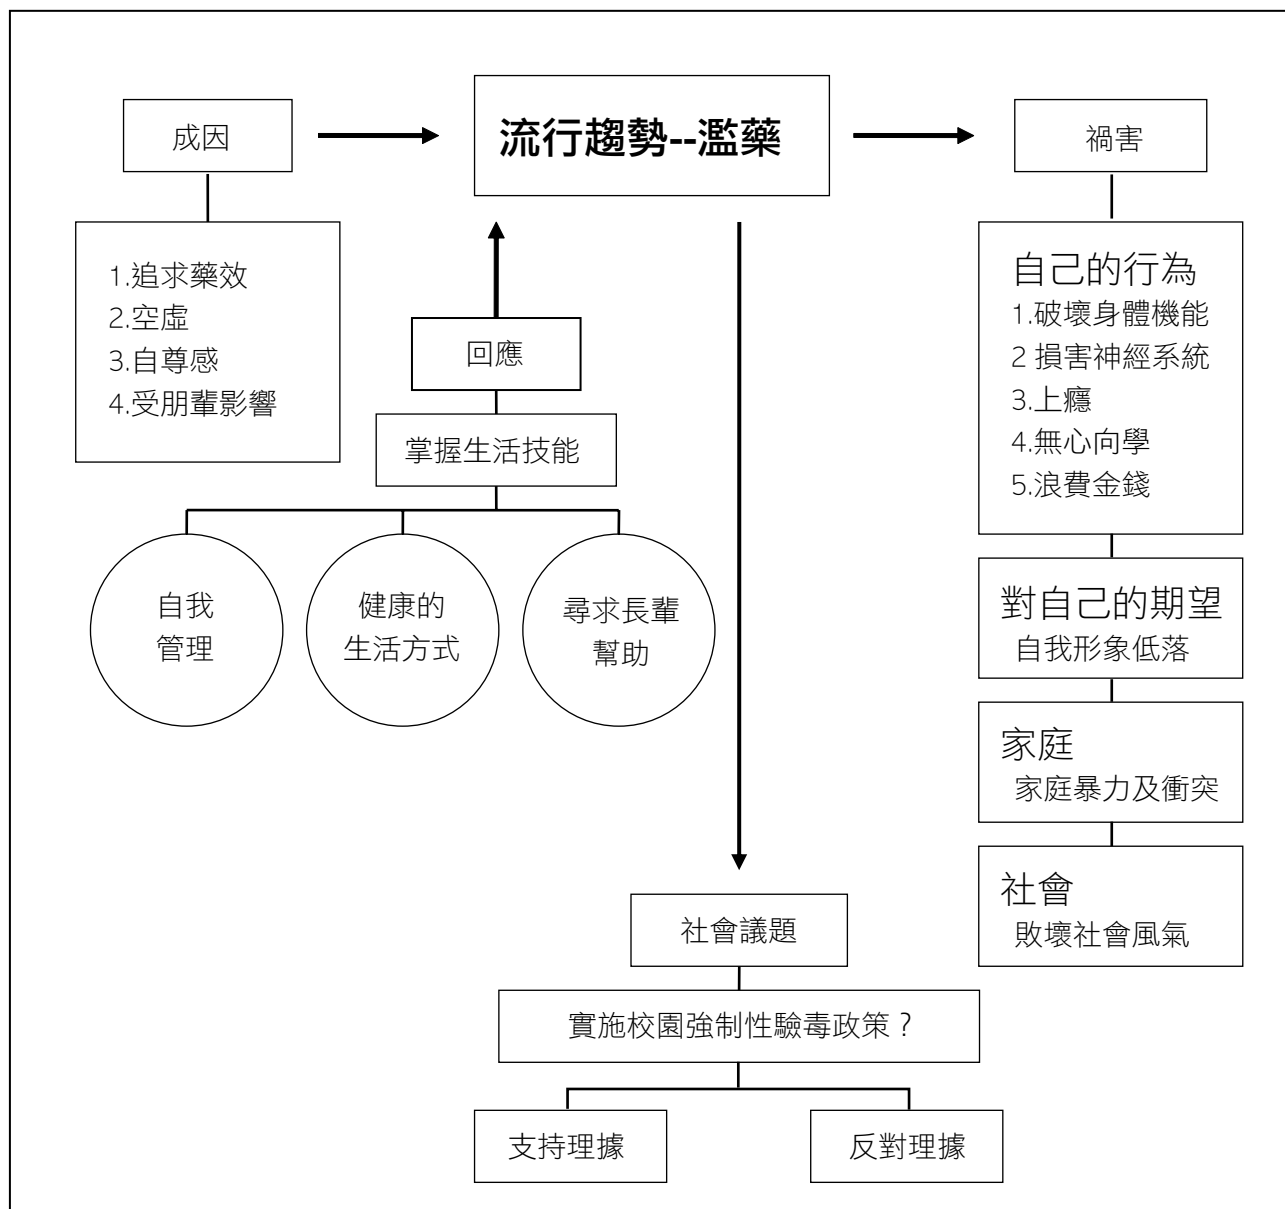 成因
流行趨勢--濫藥
禍害
1.追求藥效
2.空虛
3.自尊感
4.受朋輩影響
回應
掌握生活技能
自我
管理
健康的
生活方式
尋求長輩
幫助
自己的行為
1.破壞身體機能
2 損害神經系統
3.上癮
4.無心向學
5.浪費金錢
對自己的期望
自我形象低落
家庭
家庭暴力及衝突
社會
敗壞社會風氣
社會議題
實施校園強制性驗毒政策？
支持理據
反對理據